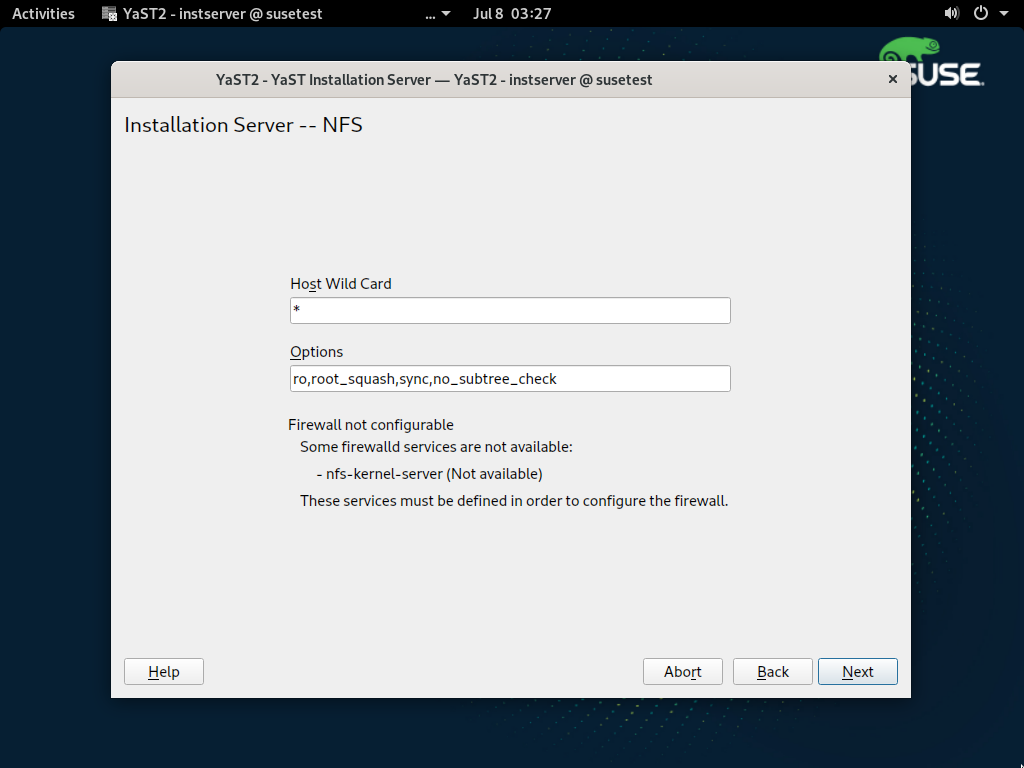 Activities
YaST2 - instserver @ susetest
...
Jul 8 03:27
SUSE
YaST2 - YaST Installation Server — YaST2 - instserver @ susetest
Installation Server -- NFS
Host Wild Card
*
Options
ro,root_squash,sync,no_subtree_check
Firewall not configurable
Some firewalld services are not available:
- nfs-kernel-server (Not available)
These services must be defined in order to configure the firewall.
Help
Abort
Back
Next